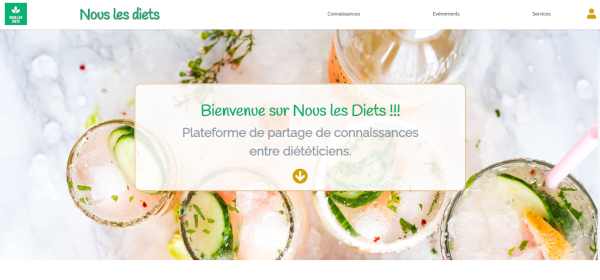 NOUS LES
DIETS
Nous les diets
Connaissances
Evénements
Services
Bienvenue sur Nous les Diets !!!
Plateforme de partage de connaissances
entre diététiciens.